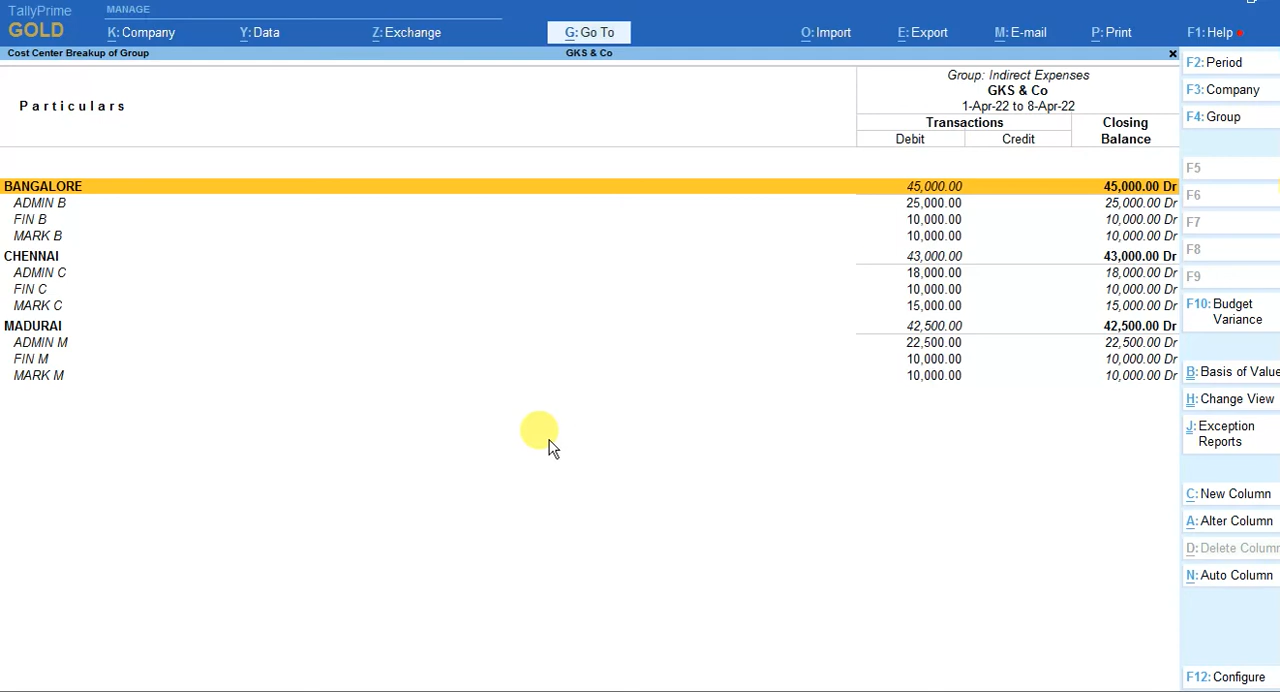 TallyPrime
GOLD
MANAGE
K: Company
Y: Data
Z: Exchange
G: Go To
O: Import
E: Export
M: E-mail
P: Print
F1: Help
Cost Center Breakup of Group
GKS & Co
×
Particulars
Group: Indirect Expenses
GKS & Co
1-Apr-22 to 8-Apr-22
Transactions
Closing
Debit Credit Balance
BANGALORE 45,000.00 45,000.00 Dr
ADMIN B 25,000.00 25,000.00 Dr
FIN B 10,000.00 10,000.00 Dr
MARK B 10,000.00 10,000.00 Dr
CHENNAI 43,000.00 43,000.00 Dr
ADMIN C 18,000.00 18,000.00 Dr
FIN C 10,000.00 10,000.00 Dr
MARK C 15,000.00 15,000.00 Dr
MADURAI 42,500.00 42,500.00 Dr
ADMIN M 22,500.00 22,500.00 Dr
FIN M 10,000.00 10,000.00 Dr
MARK M 10,000.00 10,000.00 Dr
F2: Period
F3: Company
F4: Group
F5
F6
F7
F8
F9
F10: Budget
Variance
B: Basis of Value
H: Change View
J: Exception
Reports
C: New Column
A: Alter Column
D: Delete Colum
N: Auto Column
F12: Configure